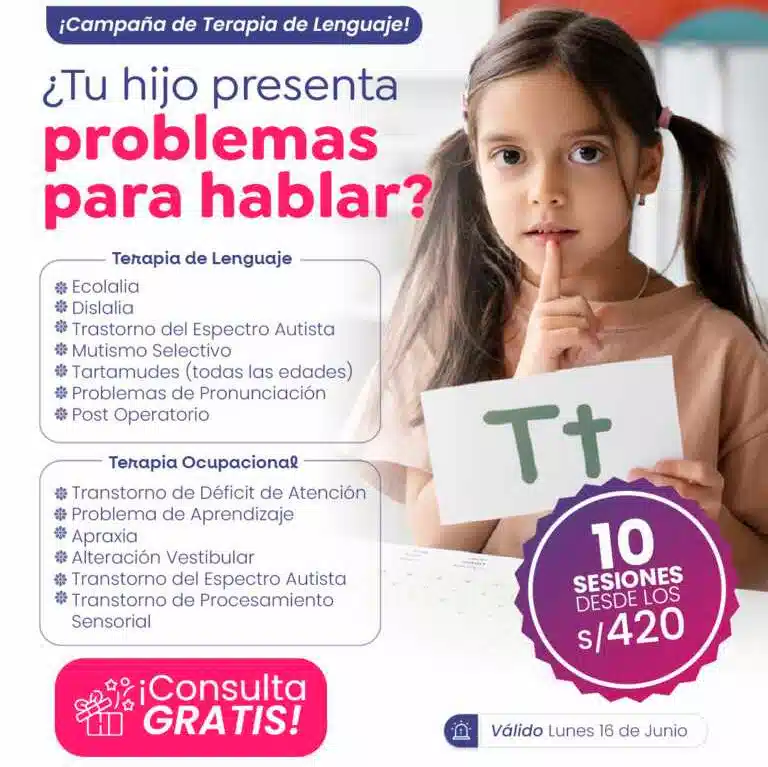 ¡Campaña de Terapia de Lenguaje!
¿Tu hijo presenta
problemas
para hablar?
Terapia de Lenguaje
Ecolalia
Dislalia
Trastorno del Espectro Autista
Mutismo Selectivo
Tartamudes (todas las edades)
Problemas de Pronunciación
Post Operatorio
Terapia Ocupacional
Transtorno de Déficit de Atención
Problema de Aprendizaje
Apraxia
Alteración Vestibular
Transtorno del Espectro Autista
Transtorno de Procesamiento
Sensorial
Tt
10
SESIONES
DESDE LOS
s/420
¡Consulta
GRATIS!
Válido Lunes 16 de Junio